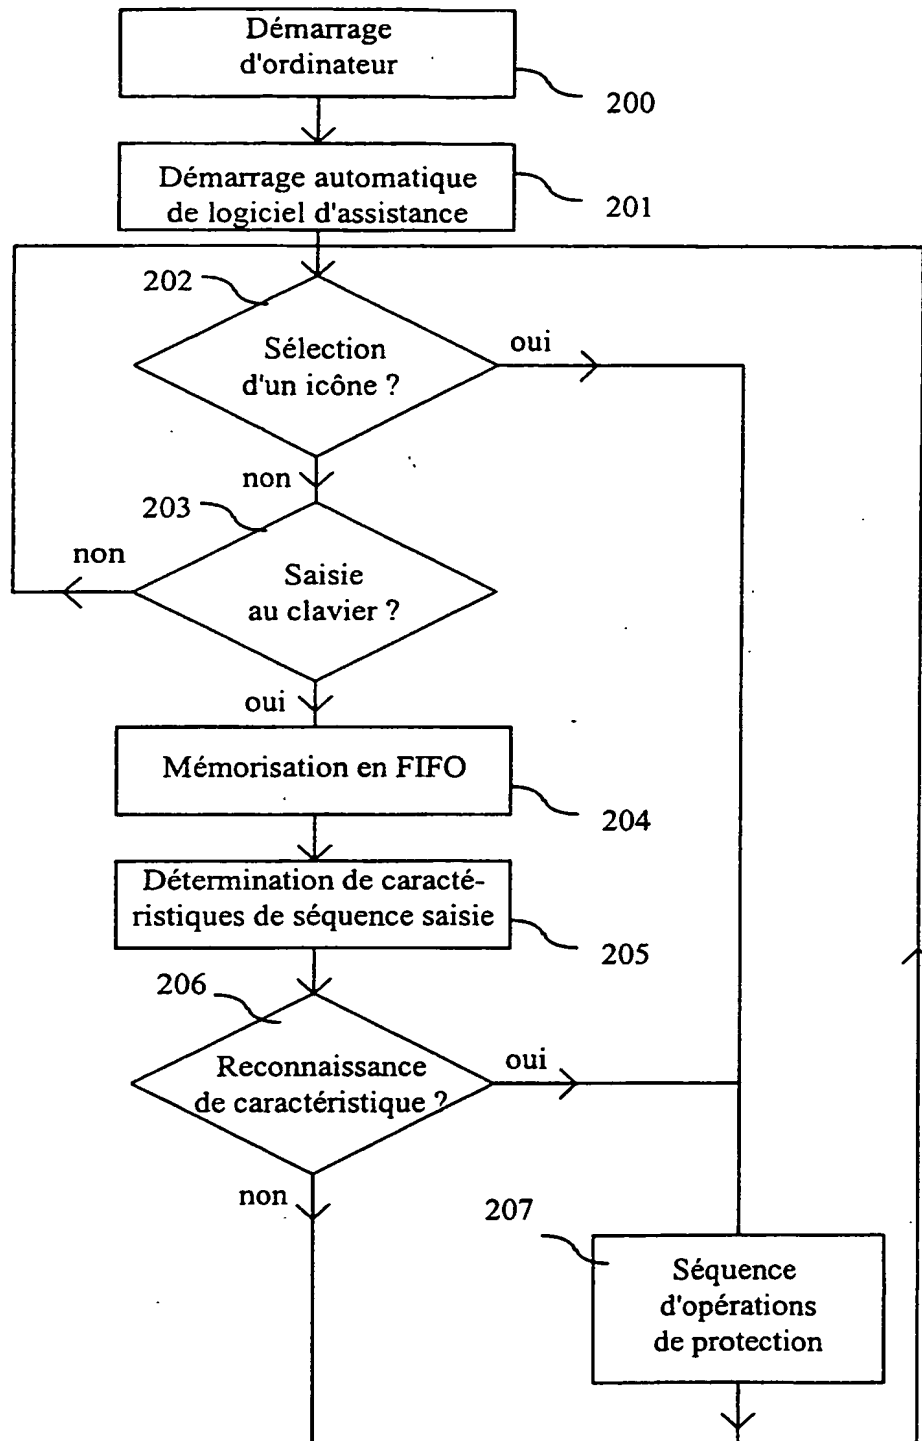 Démarrage
d'ordinateur
200
Démarrage automatique
de logiciel d'assistance
201
202
Sélection
d'un icône ?
oui
non
203
non
Saisie
au clavier ?
oui
Mémorisation en FIFO
204
Détermination de caracté-
ristiques de séquence saisie
205
206
Reconnaissance
de caractéristique ?
oui
non
207
Séquence
d'opérations
de protection